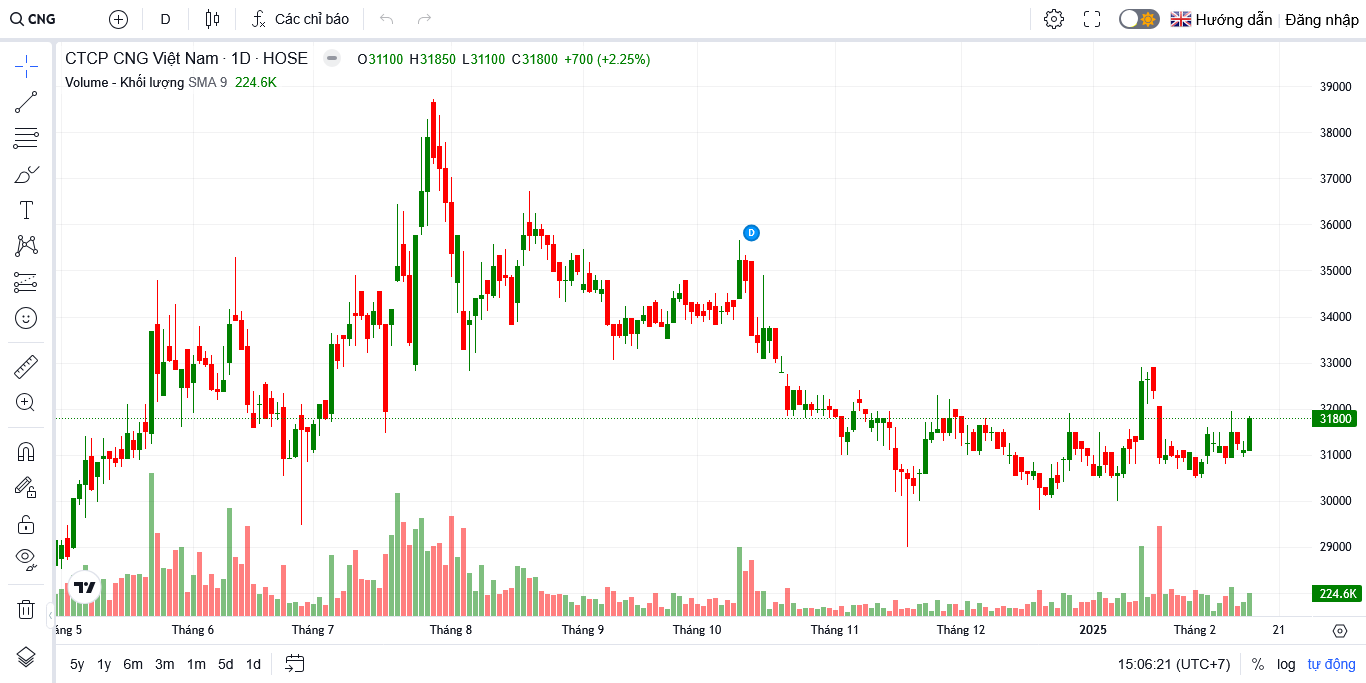 CNG D Các chỉ báo Hướng dẫn Đăng nhập
CTCP CNG Việt Nam · 1D · HOSE O31100 H31850 L31100 C31800 +700 (+2.25%)
Volume - Khối lượng SMA 9 224.6K
39000
38000
37000
36000
D
35000
34000
33000
32000
31800
31000
30000
29000
224.6K
áng 5 Tháng 6 Tháng 7 Tháng 8 Tháng 9 Tháng 10 Tháng 11 Tháng 12 2025 Tháng 2 21
5y 1y 6m 3m 1m 5d 1d 15:06:21 (UTC+7) % log tự động